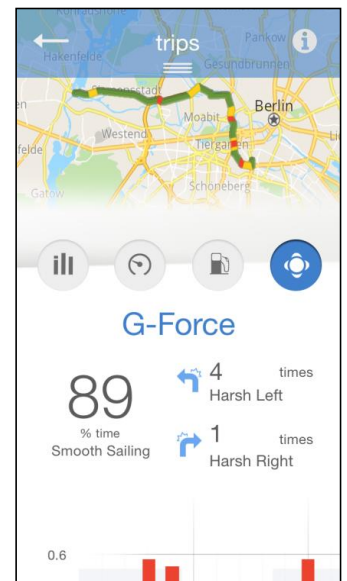 Konradshöhe
trips
Pankow
Hakenfelde
Gesundbrunnen
Berlin
Moabit
Westend
Tiergarten
Schöneberg
Gatow
G-Force
89
% time
Smooth Sailing
4 times
Harsh Left
1 times
Harsh Right
0.6